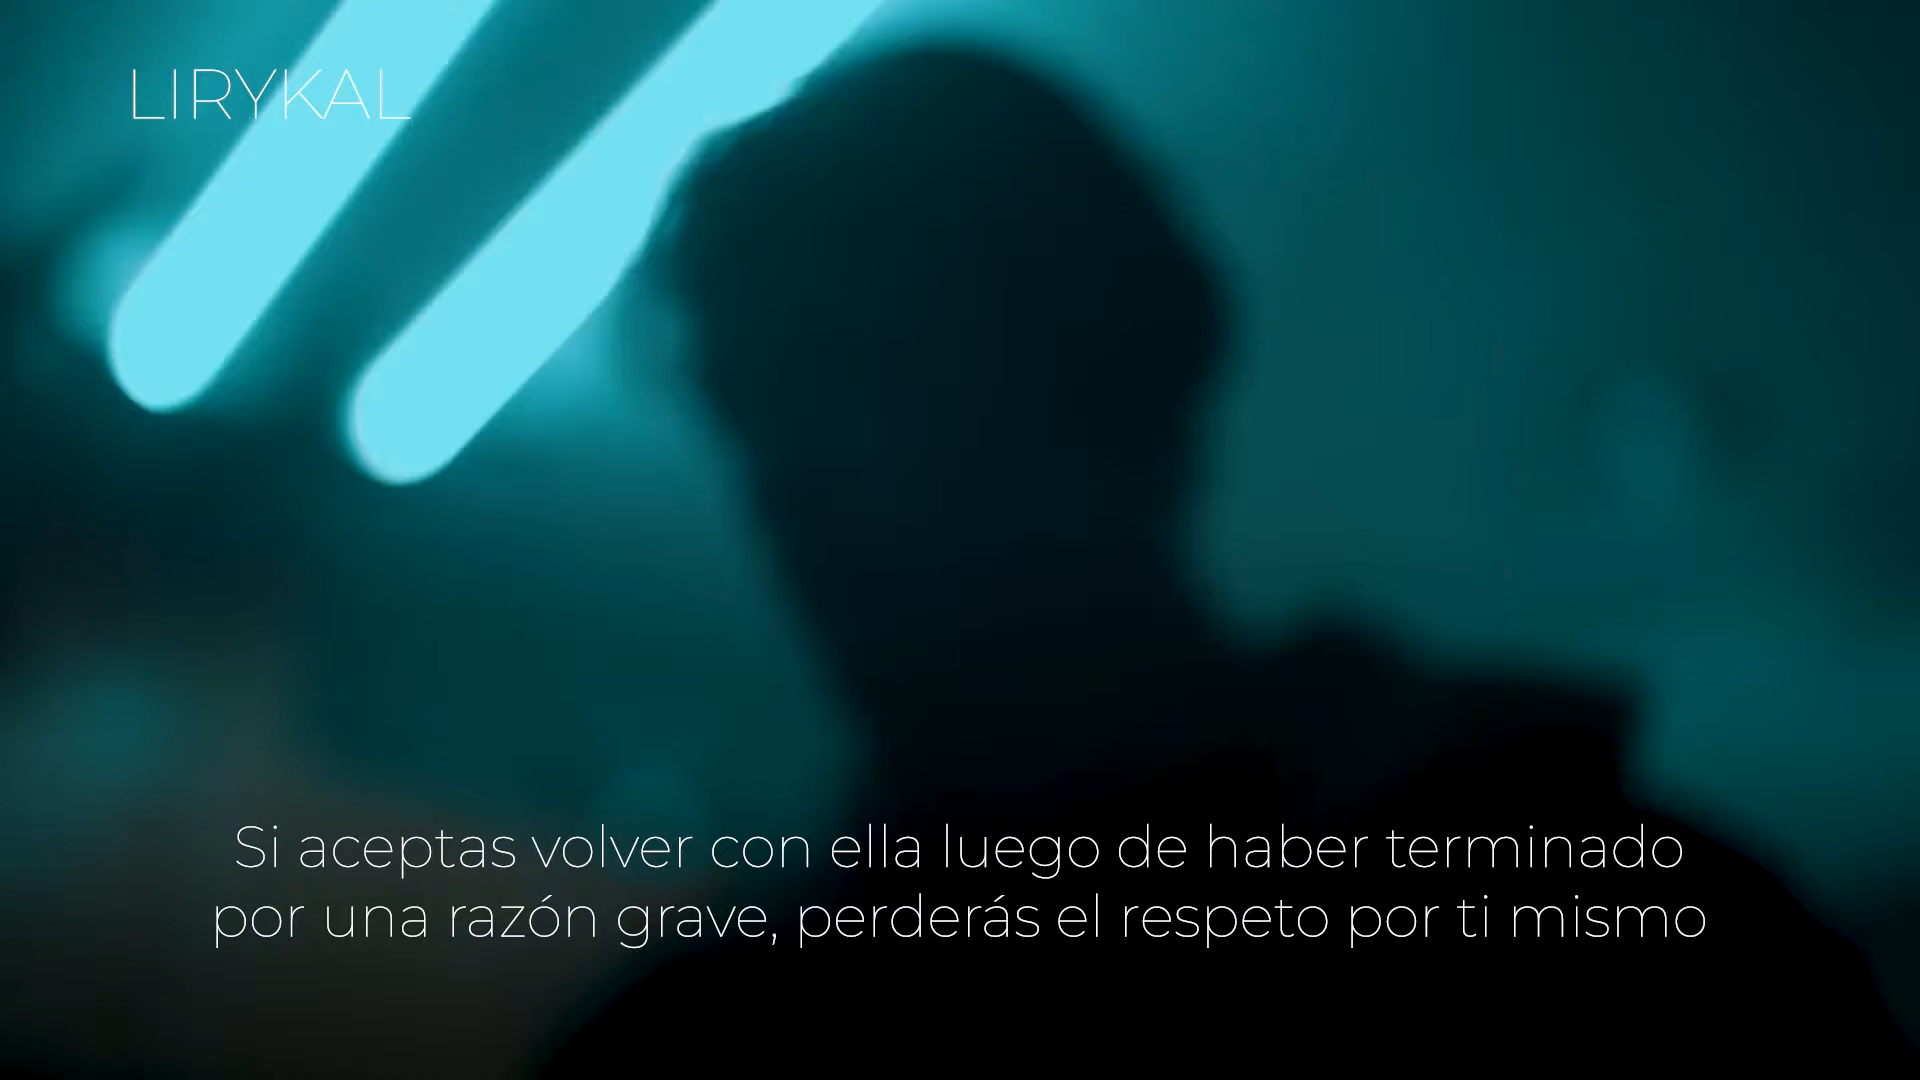 LIRYKAL
Si aceptas volver con ella luego de haber terminado
por una razón grave, perderás el respeto por ti mismo